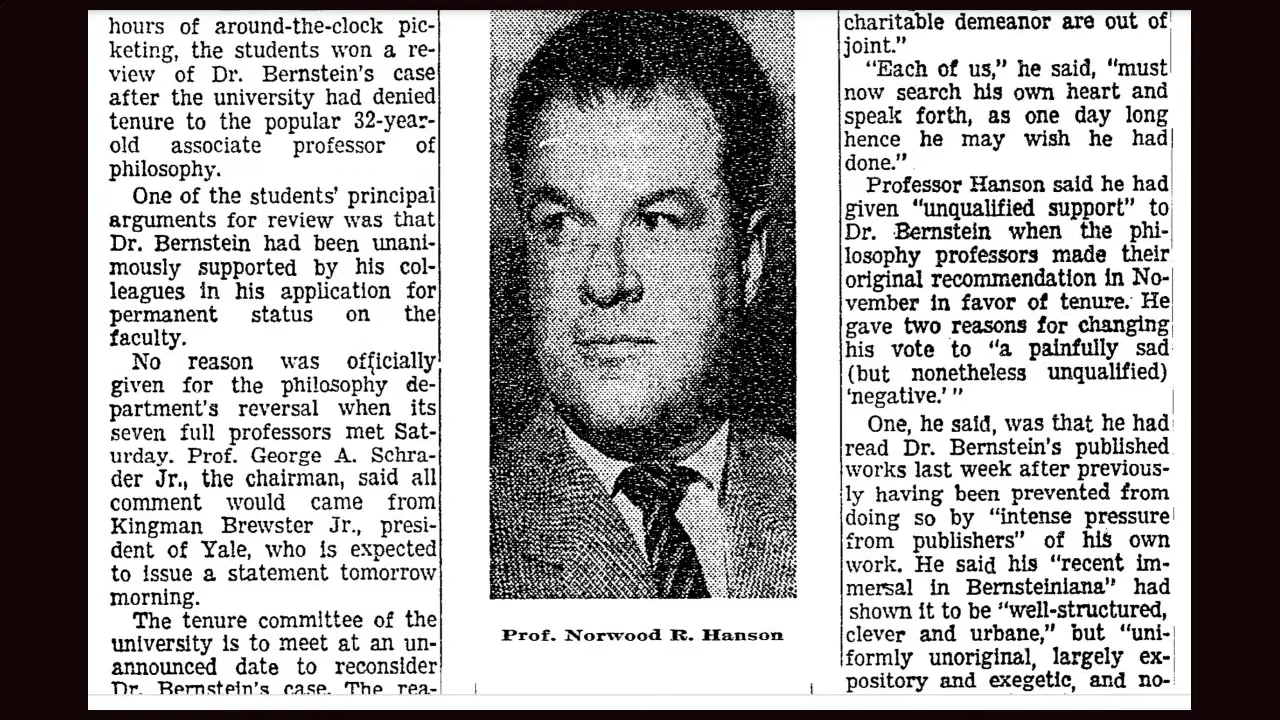 hours of around-the-clock pic-
keting, the students won a re-
view of Dr. Bernstein's case
after the university had denied
tenure to the popular 32-year-
old associate professor of
philosophy.
One of the students' principal
arguments for review was that
Dr. Bernstein had been unani-
mously supported by his col-
leagues in his application for
permanent status on the
faculty.
No reason was officially
given for the philosophy de-
partment's reversal when its
seven full professors met Sat-
urday. Prof. George A. Schra-
der Jr., the chairman, said all
comment would came from
Kingman Brewster Jr., presi-
dent of Yale, who is expected
to issue a statement tomorrow
morning.
The tenure committee of the
university is to meet at an un-
announced date to reconsider
Dr. Bernstein's case. The rea-
Prof. Norwood R. Hanson
charitable demeanor are out of
joint."
"Each of us," he said, "must
now search his own heart and
speak forth, as one day long
hence he may wish he had
done."
Professor Hanson said he had
given "unqualified support" to
Dr. Bernstein when the phi-
losophy professors made their
original recommendation in No-
vember in favor of tenure. He
gave two reasons for changing
his vote to "a painfully sad
(but nonetheless unqualified)
'negative.' "
One, he said, was that he had
read Dr. Bernstein's published
works last week after previous-
ly having been prevented from
doing so by "intense pressure
from publishers" of his own
work. He said his "recent im-
mersal in Bernsteiniana" had
shown it to be "well-structured,
clever and urbane," but "uni-
formly unoriginal, largely ex-
pository and exegetic, and no-